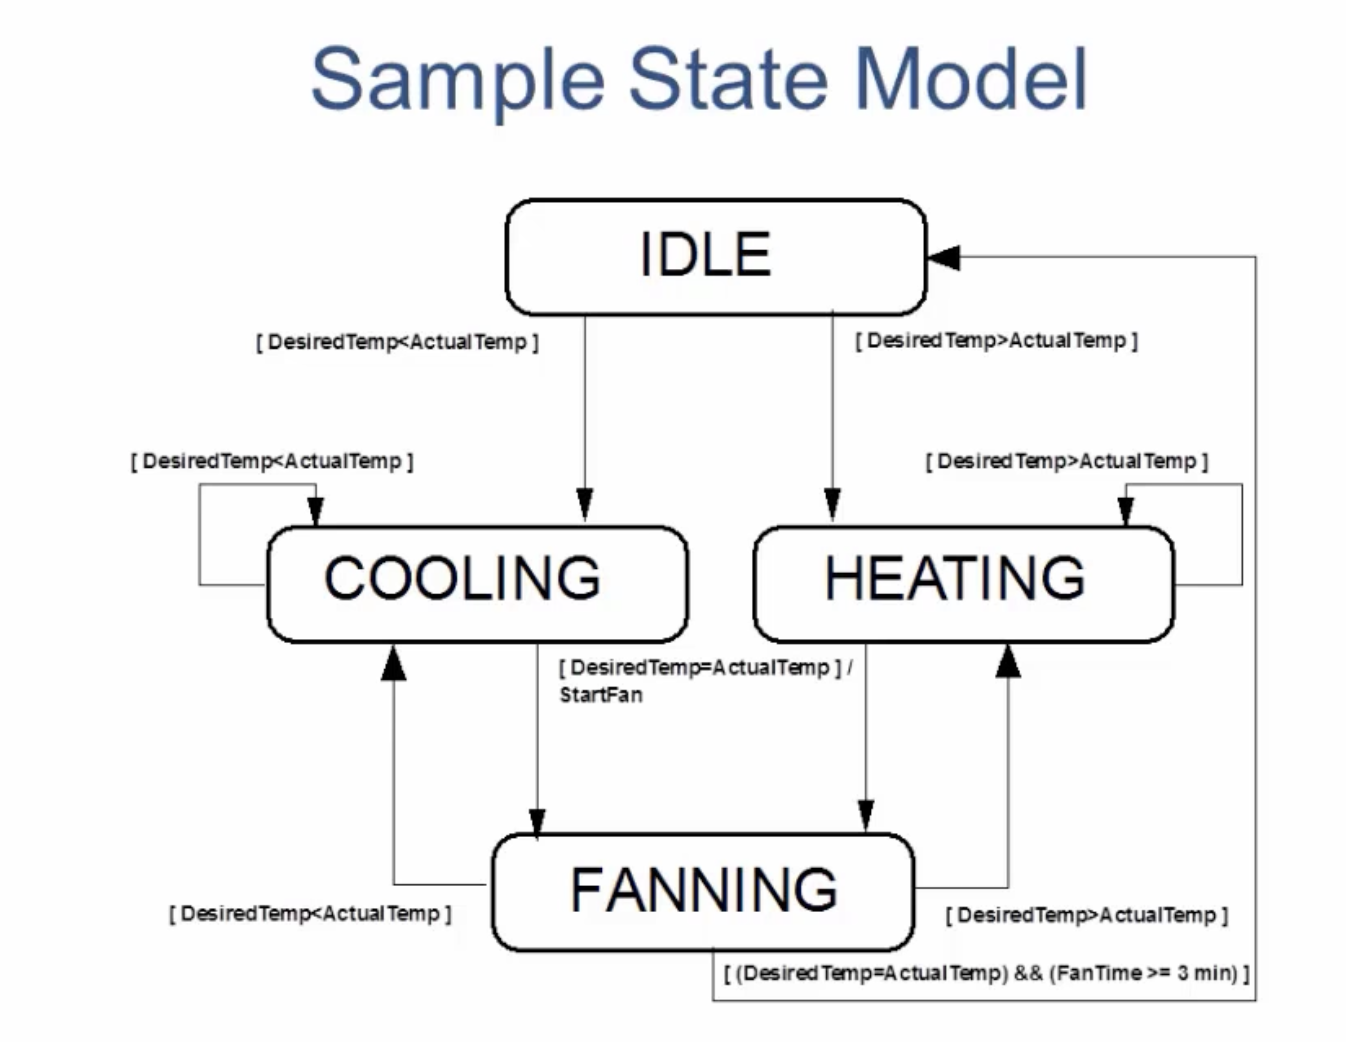 Sample State Model
IDLE
[ DesiredTemp<ActualTemp ]
[ DesiredTemp>ActualTemp ]
[ DesiredTemp<ActualTemp ]
[ DesiredTemp>ActualTemp ]
COOLING
HEATING
[ DesiredTemp=ActualTemp ] /
StartFan
FANNING
[ DesiredTemp<ActualTemp ]
[ DesiredTemp>ActualTemp ]
[ (DesiredTemp=ActualTemp) && (FanTime >= 3 min) ]